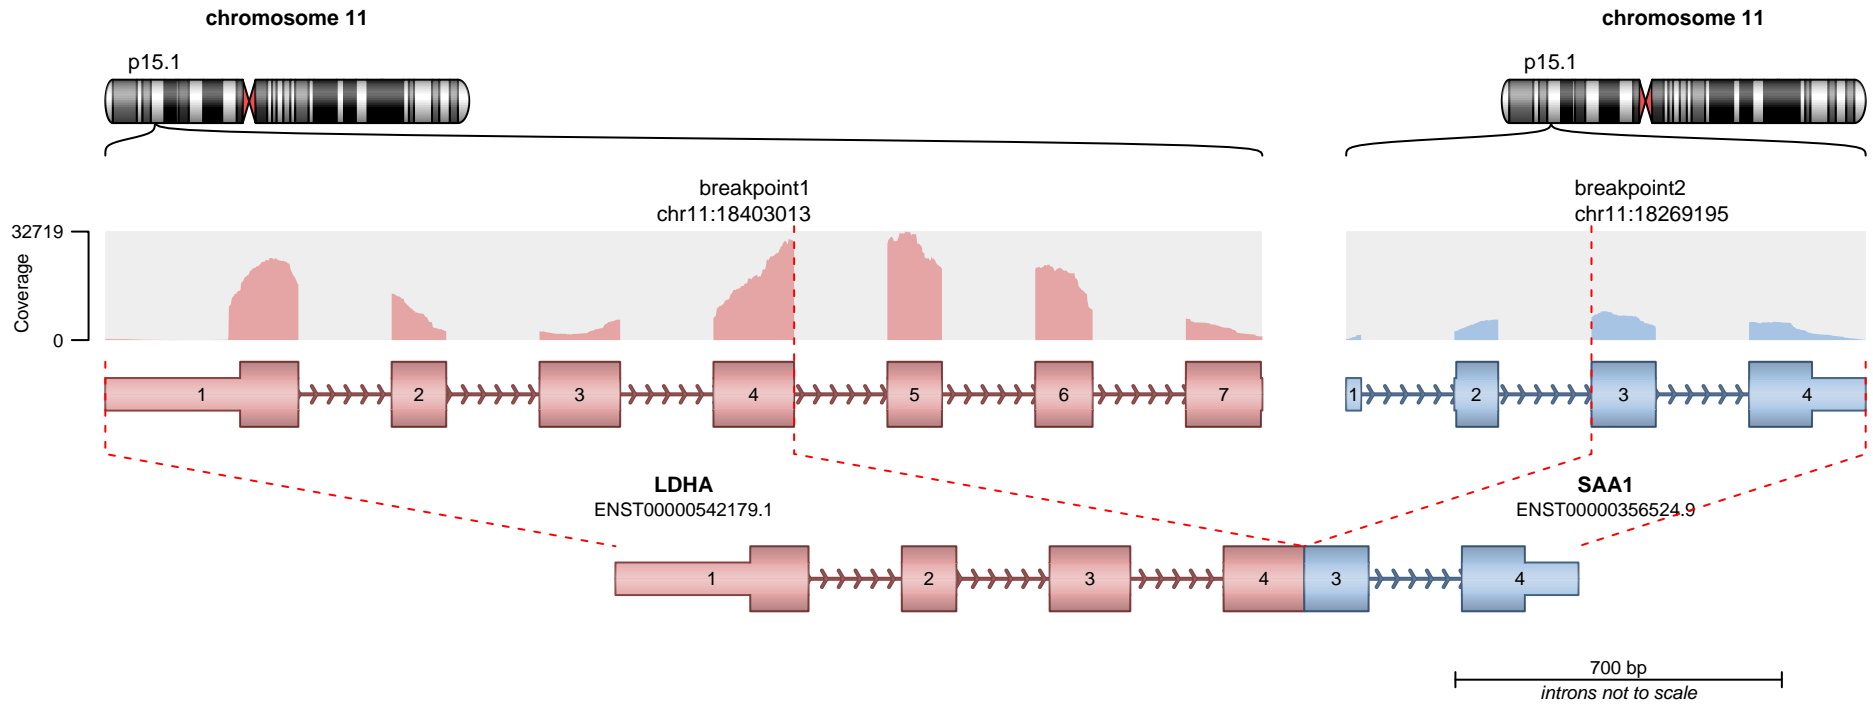 chromosome 11
chromosome 11
p15.1
p15.1
breakpoint1
chr11:18403013
breakpoint2
chr11:18269195
32719
Coverage
0
1 2 3 4 5 6 7
1 2 3 4
LDHA
ENST00000542179.1
SAA1
ENST00000356524.9
1 2 3 4 3 4
700 bp
introns not to scale